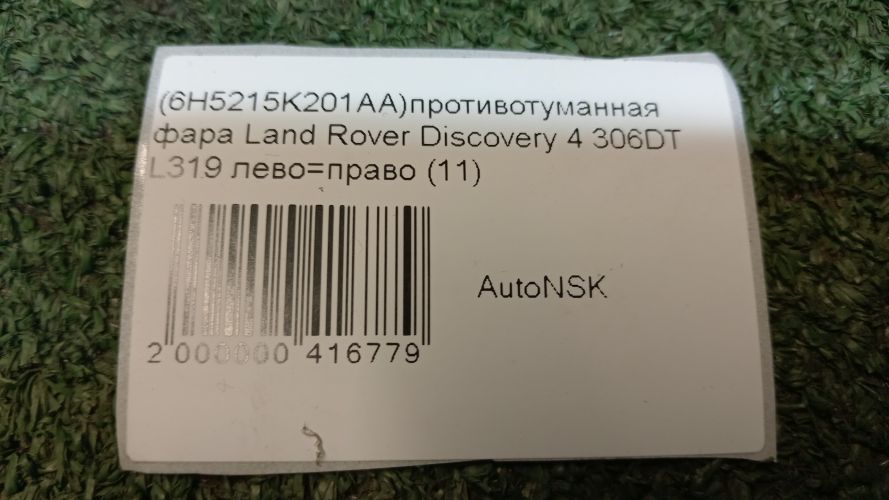 (6H5215K201AA)противотуманная
фара Land Rover Discovery 4 306DT
L319 лево=право (11)
AutoNSK
2 000000 416779